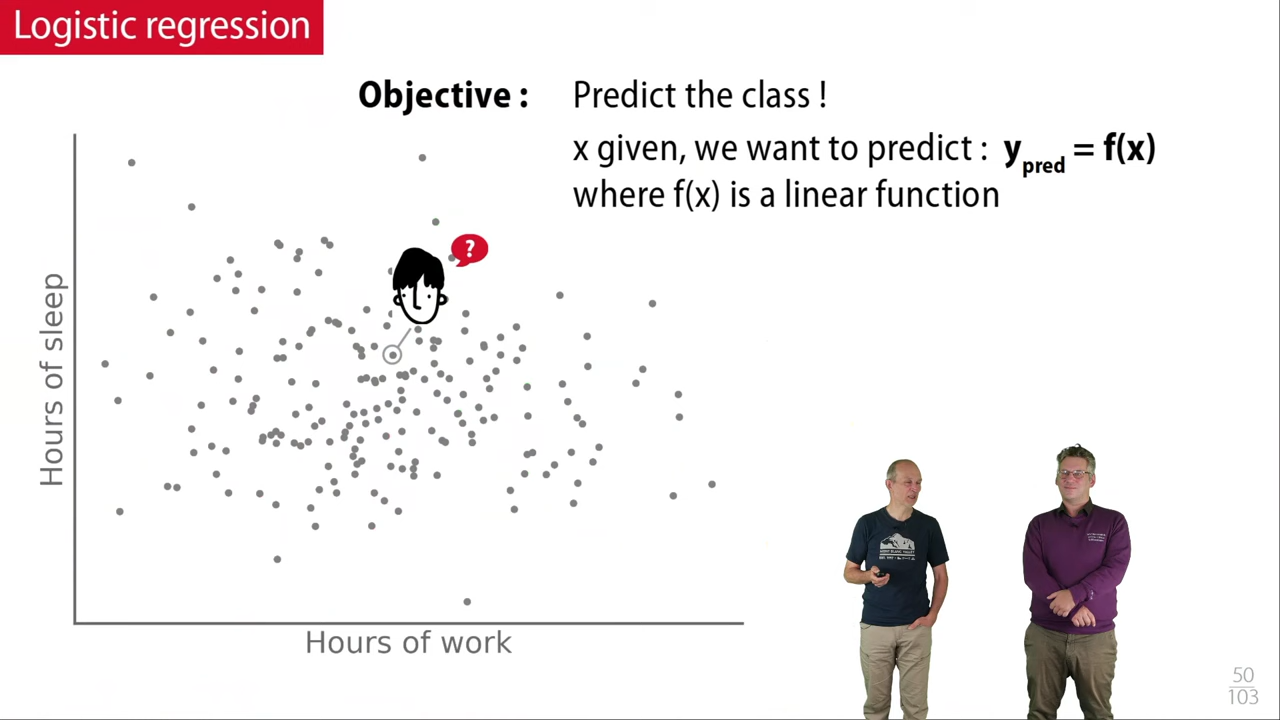 Logistic regression
Objective : Predict the class !
x given, we want to predict : y_pred = f(x)
where f(x) is a linear function
?
Hours of sleep
Hours of work
50
103